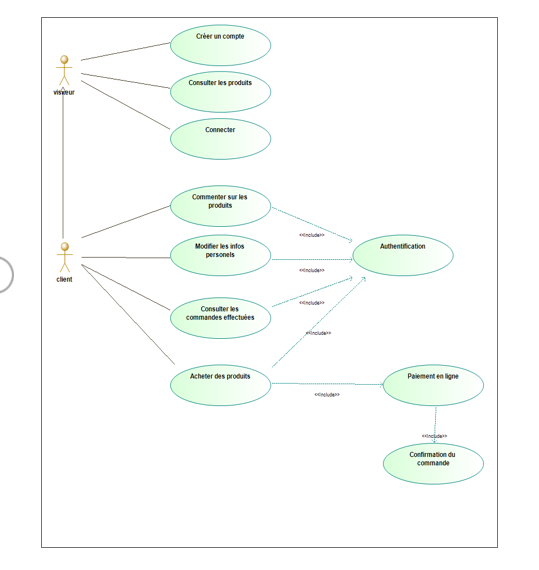 Créer un compte
visiteur
Consulter les produits
Connecter
Commenter sur les
produits
<<Include>>
Modifier les infos
personels
Authentification
<<Include>>
client
Consulter les
commandes effectuées
<<Include>>
<<Include>>
Acheter des produits
Paiement en ligne
<<Include>>
<<Include>>
Confirmation du
commande